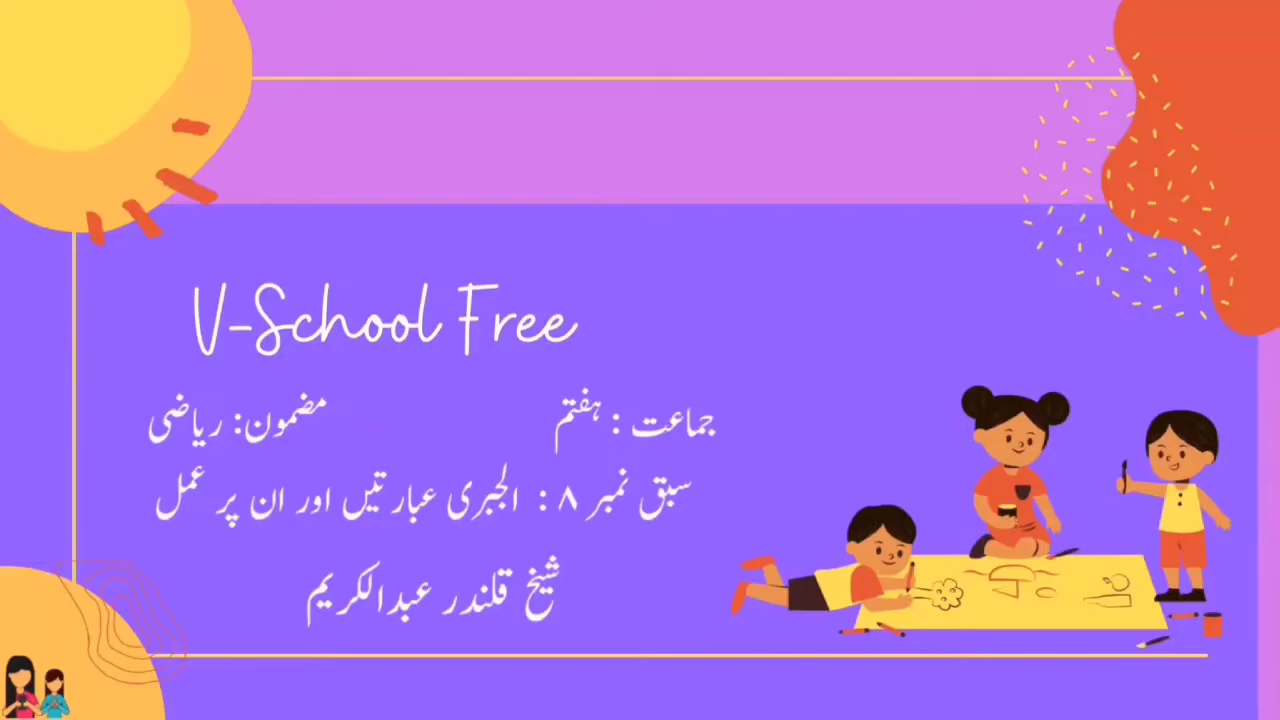 V-School Free
جماعت : ہفتم مضمون: ریاضی
سبق نمبر ۸ : الجبری عبارتیں اور ان پر عمل
شیخ قلندر عبدالکریم